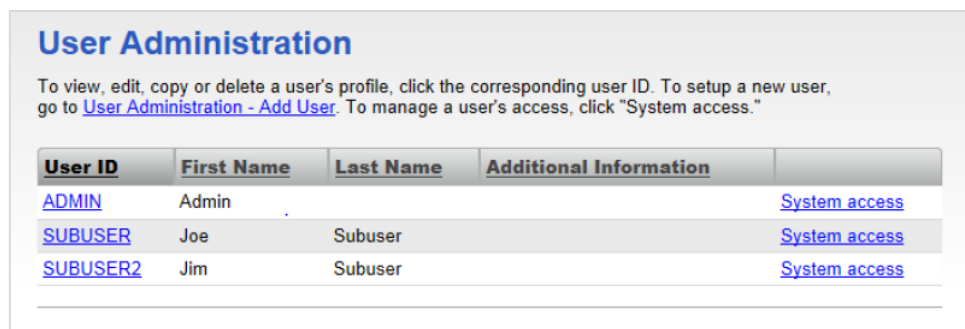 User Administration
To view, edit, copy or delete a user's profile, click the corresponding user ID. To setup a new user,
go to User Administration - Add User. To manage a user's access, click "System access."
User ID First Name Last Name Additional Information
ADMIN Admin System access
SUBUSER Joe Subuser System access
SUBUSER2 Jim Subuser System access